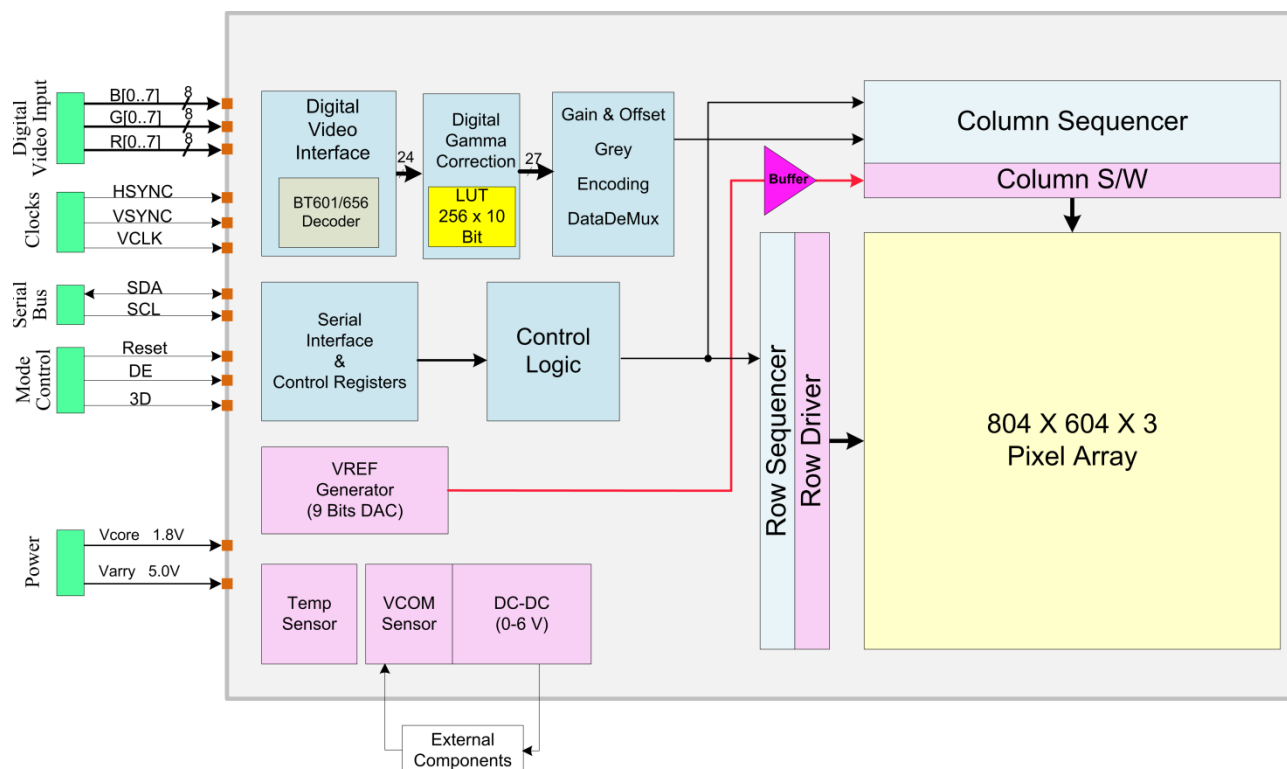 Digital
Video Input
B[0..7]
8
G[0..7]
8
R[0..7]
8
Clocks
HSYNC
VSYNC
VCLK
Serial
Bus
SDA
SCL
Mode
Control
Reset
DE
3D
Power
Vcore 1.8V
Varry 5.0V
Digital
Video
Interface
BT601/656
Decoder
24
Digital
Gamma
Correction
LUT
256 x 10
Bit
27
Gain & Offset
Grey
Encoding
DataDeMux
Buffer
Column Sequencer
Column S/W
Serial
Interface
&
Control Registers
Control
Logic
Row Sequencer
Row Driver
804 X 604 X 3
Pixel Array
VREF
Generator
(9 Bits DAC)
Temp
Sensor
VCOM
Sensor
DC-DC
(0-6 V)
External
Components